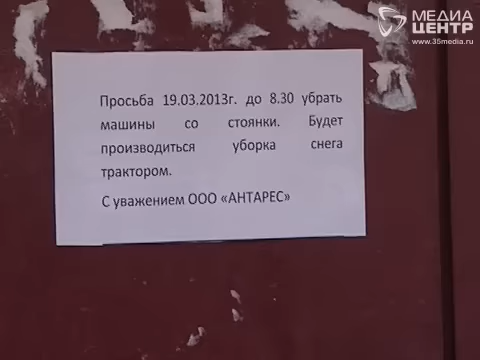 МЕДИА
ЦЕНТР
www.35media.ru
Просьба 19.03.2013г. до 8.30 убрать
машины со стоянки. Будет
производиться уборка снега
трактором.
С уважением ООО «АНТАРЕС»